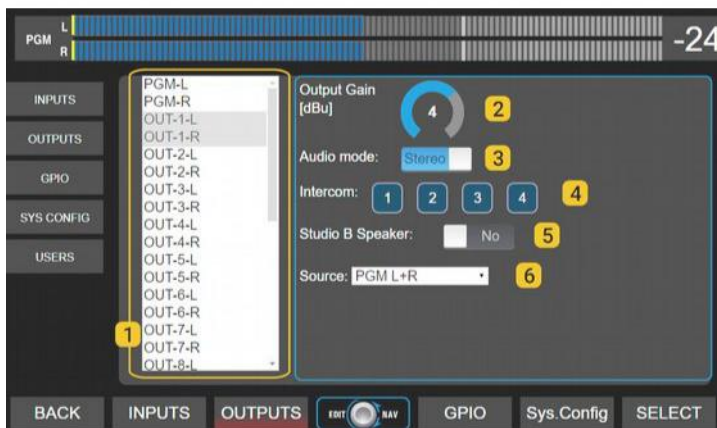 L
PGM
R
-24
INPUTS
OUTPUTS
GPIO
SYS CONFIG
USERS
PGM-L
PGM-R
OUT-1-L
OUT-1-R
OUT-2-L
OUT-2-R
OUT-3-L
OUT-3-R
OUT-4-L
OUT-4-R
OUT-5-L
OUT-5-R
OUT-6-L
OUT-6-R
OUT-7-L
OUT-7-R
OUT-8-L
1
Output Gain
[dBu]
4
2
Audio mode: Stereo 3
Intercom: 1 2 3 4 4
Studio B Speaker: No 5
Source: PGM L+R 6
BACK INPUTS OUTPUTS EDIT NAV GPIO Sys.Config SELECT